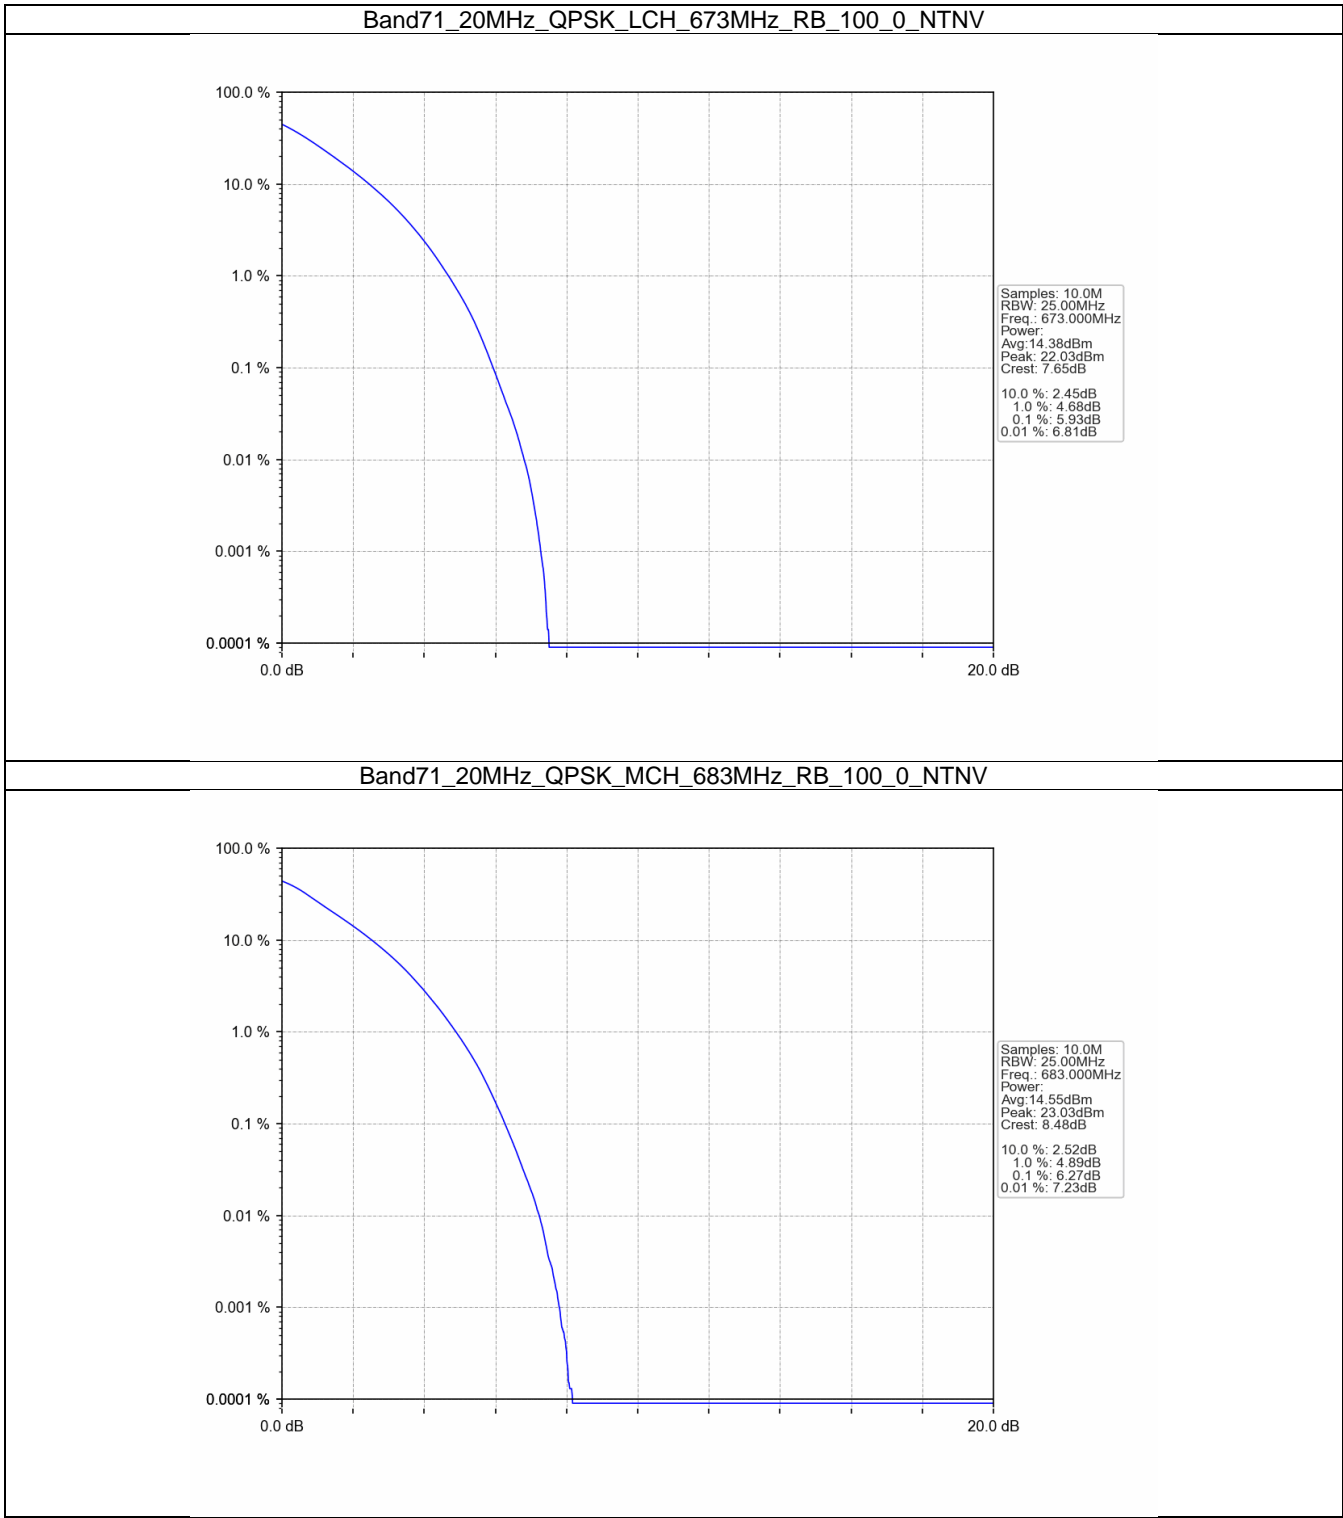 Band71_20MHz_QPSK_LCH_673MHz_RB_100_0_NTNV
100.0 %
10.0 %
1.0 %
0.1 %
0.01 %
0.001 %
0.0001 %
0.0 dB
20.0 dB
Samples: 10.0M
RBW: 25.00MHz
Freq.: 673.000MHz
Power:
Avg:14.38dBm
Peak: 22.03dBm
Crest: 7.65dB
10.0 %: 2.45dB
1.0 %: 4.68dB
0.1 %: 5.93dB
0.01 %: 6.81dB
Band71_20MHz_QPSK_MCH_683MHz_RB_100_0_NTNV
100.0 %
10.0 %
1.0 %
0.1 %
0.01 %
0.001 %
0.0001 %
0.0 dB
20.0 dB
Samples: 10.0M
RBW: 25.00MHz
Freq.: 683.000MHz
Power:
Avg:14.55dBm
Peak: 23.03dBm
Crest: 8.48dB
10.0 %: 2.52dB
1.0 %: 4.89dB
0.1 %: 6.27dB
0.01 %: 7.23dB